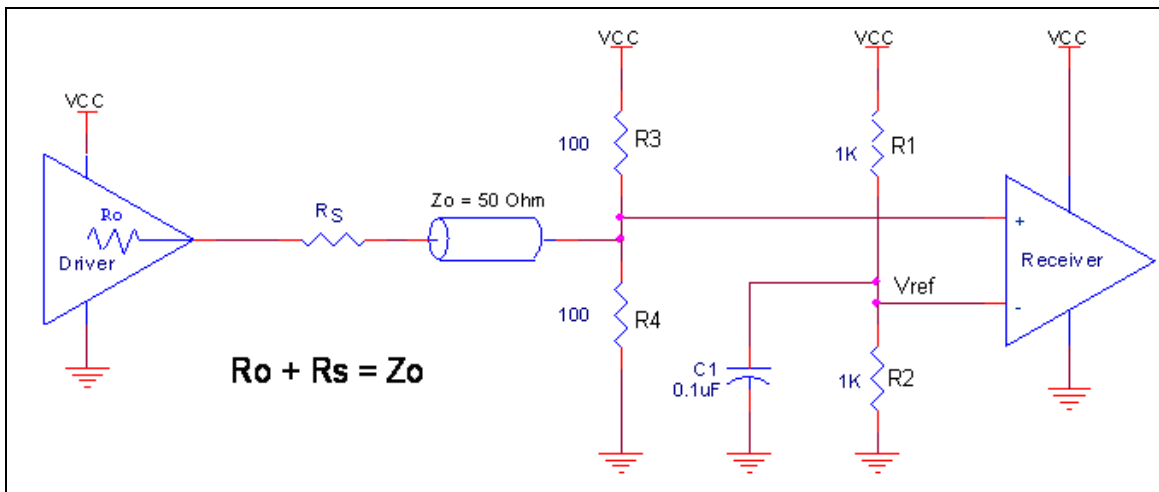 VCC
Ro
Driver
Rs
Zo = 50 Ohm
VCC
100
R3
100
R4
VCC
1K
R1
Vref
C1
0.1uF
1K
R2
VCC
+
-
Receiver
Ro + Rs = Zo